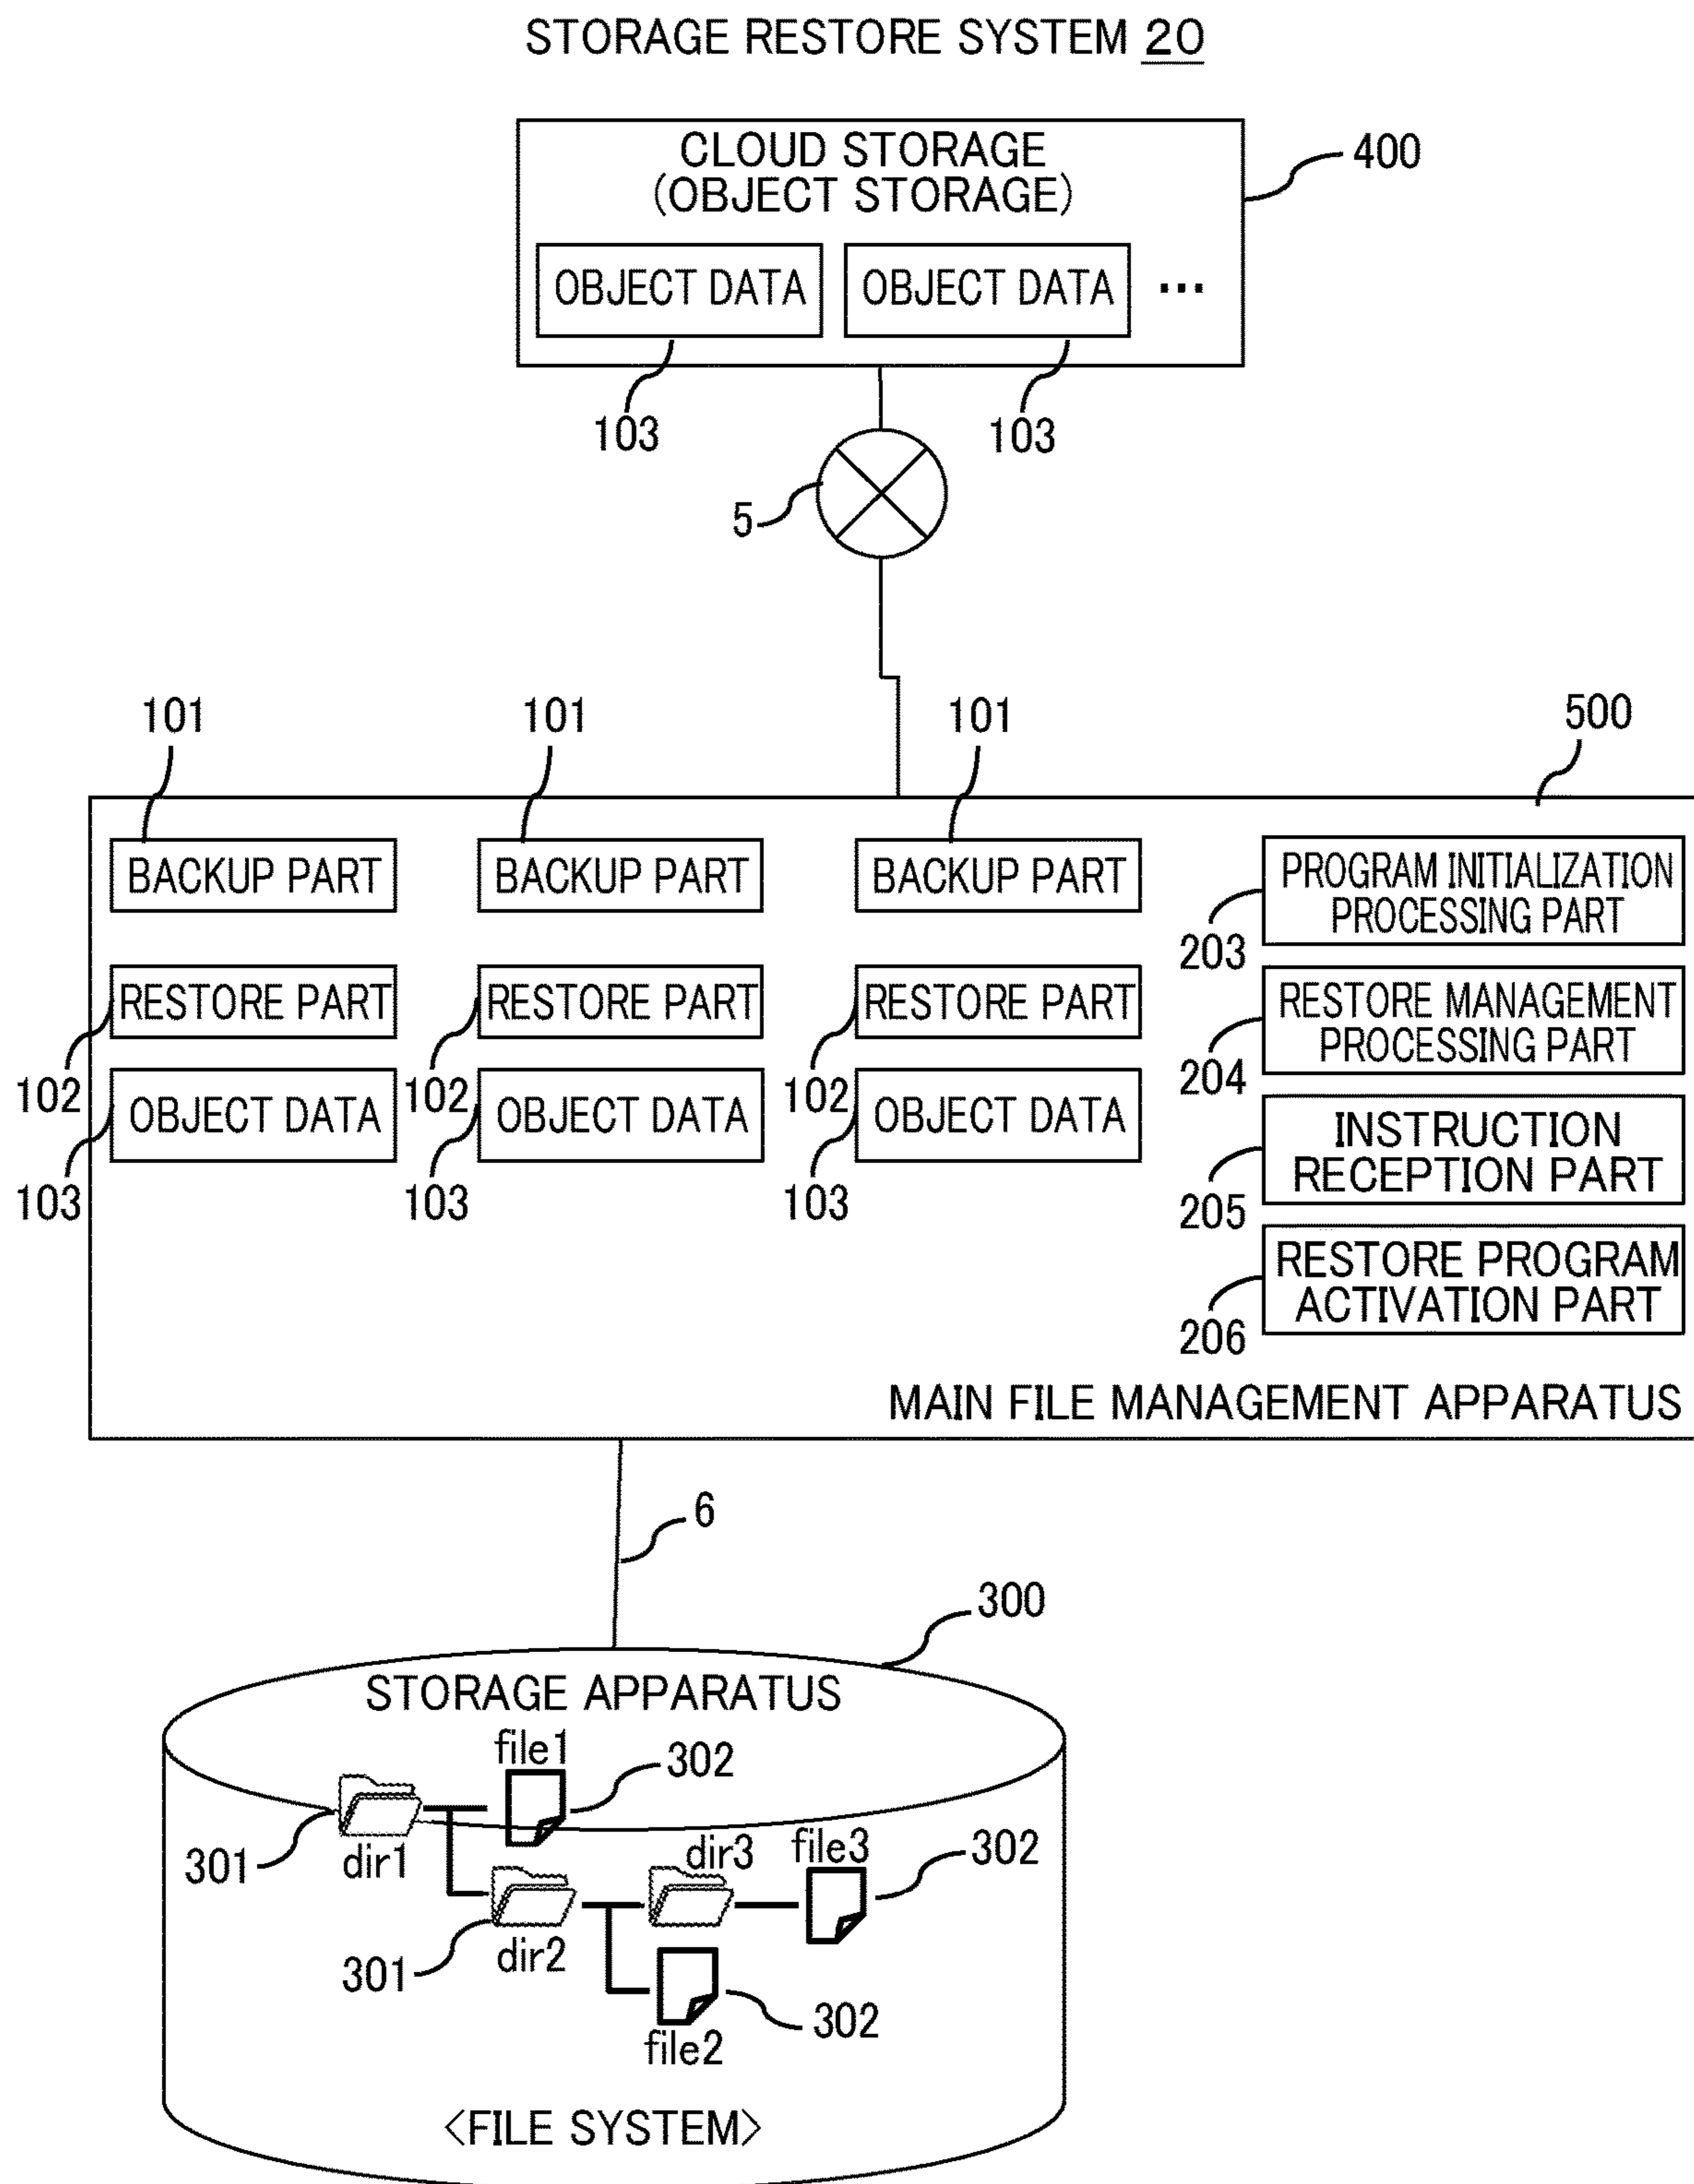 STORAGE RESTORE SYSTEM 20
CLOUD STORAGE
(OBJECT STORAGE)
400
OBJECT DATA
OBJECT DATA
...
103
103
5
101
101
101
500
BACKUP PART
BACKUP PART
BACKUP PART
PROGRAM INITIALIZATION
PROCESSING PART
203
RESTORE PART
RESTORE PART
RESTORE PART
RESTORE MANAGEMENT
PROCESSING PART
102
102
102
204
OBJECT DATA
OBJECT DATA
OBJECT DATA
INSTRUCTION
RECEPTION PART
103
103
103
205
RESTORE PROGRAM
ACTIVATION PART
206
MAIN FILE MANAGEMENT APPARATUS
6
300
STORAGE APPARATUS
file1
302
301
dir1
dir3
file3
302
301
dir2
302
file2
<FILE SYSTEM>